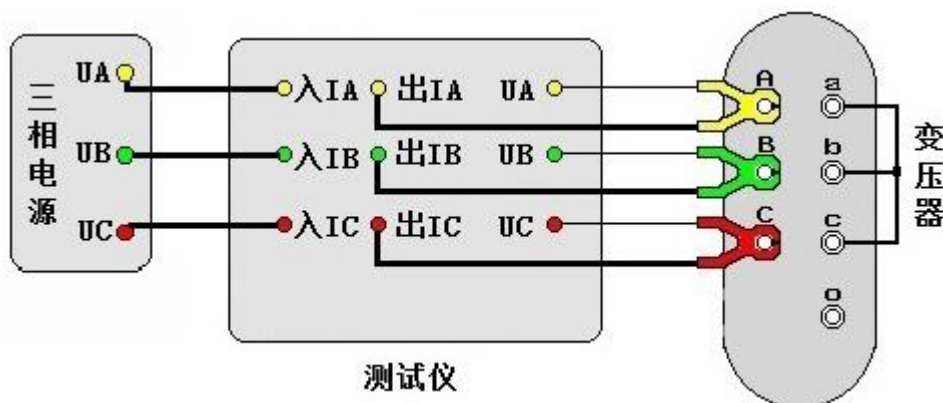 三相电源
UA
UB
UC
入IA 出IA UA
入IB 出IB UB
入IC 出IC UC
测试仪
A a
B b
C c
o
变压器